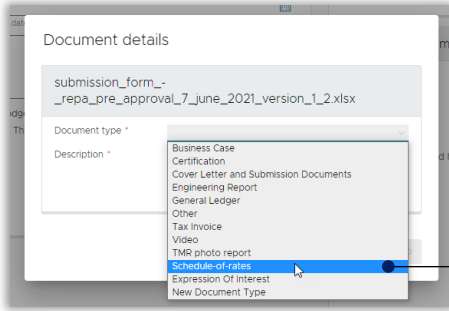 Document details
submission_form_-
_repa_pre_approval_7_june_2021_version_1_2.xlsx
Document type *
Description *
Business Case
Certification
Cover Letter and Submission Documents
Engineering Report
General Ledger
Other
Tax Invoice
Video
TMR photo report
Schedule-of-rates
Expression Of Interest
New Document Type